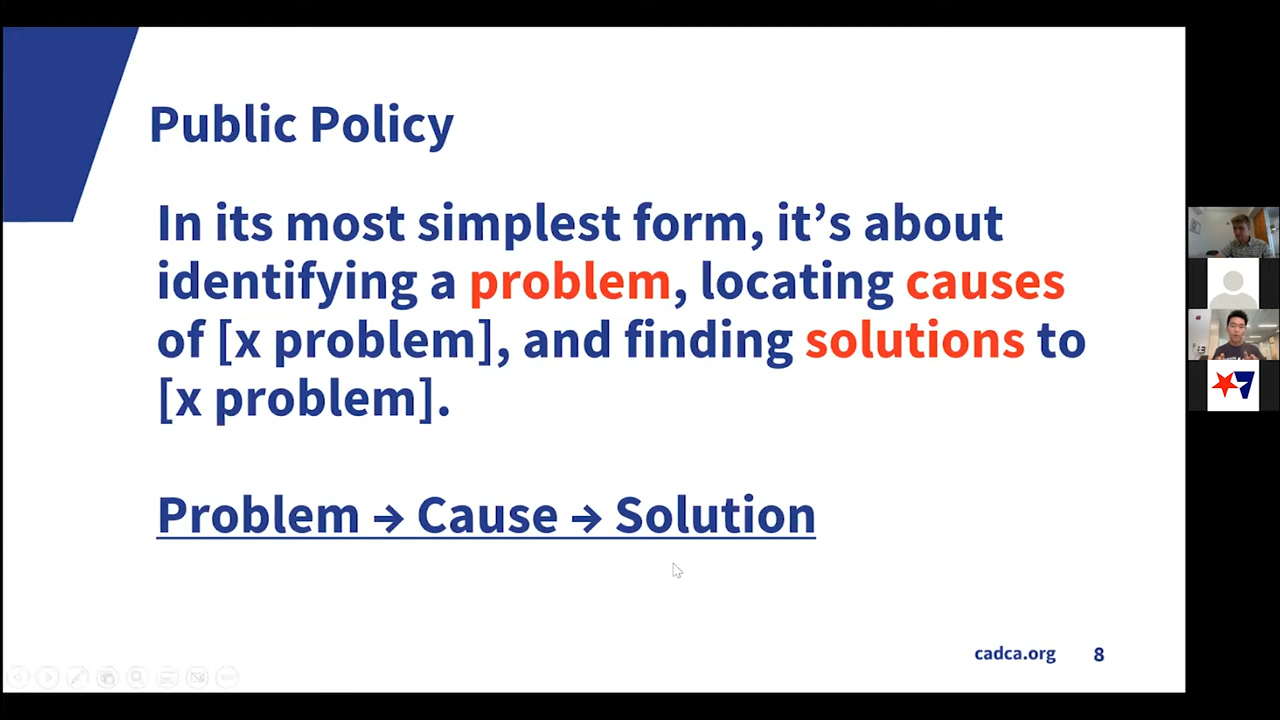 Public Policy
In its most simplest form, it’s about
identifying a problem, locating causes
of [x problem], and finding solutions to
[x problem].
Problem → Cause → Solution
cadca.org 8